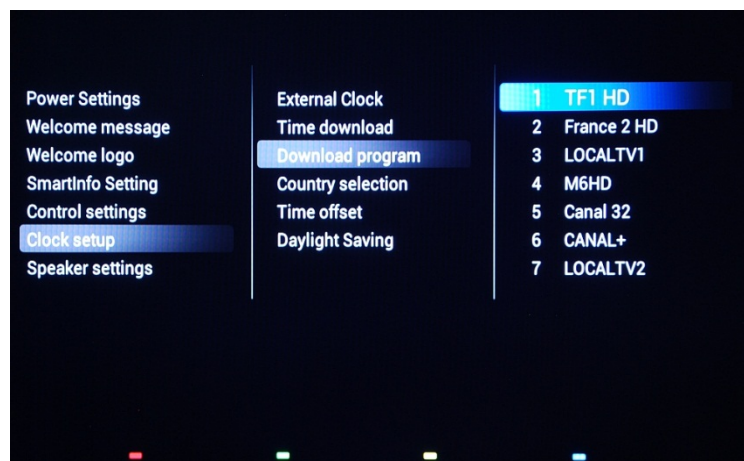 Power Settings
Welcome message
Welcome logo
SmartInfo Setting
Control settings
Clock setup
Speaker settings
External Clock
Time download
Download program
Country selection
Time offset
Daylight Saving
1 TF1 HD
2 France 2 HD
3 LOCALTV1
4 M6HD
5 Canal 32
6 CANAL+
7 LOCALTV2